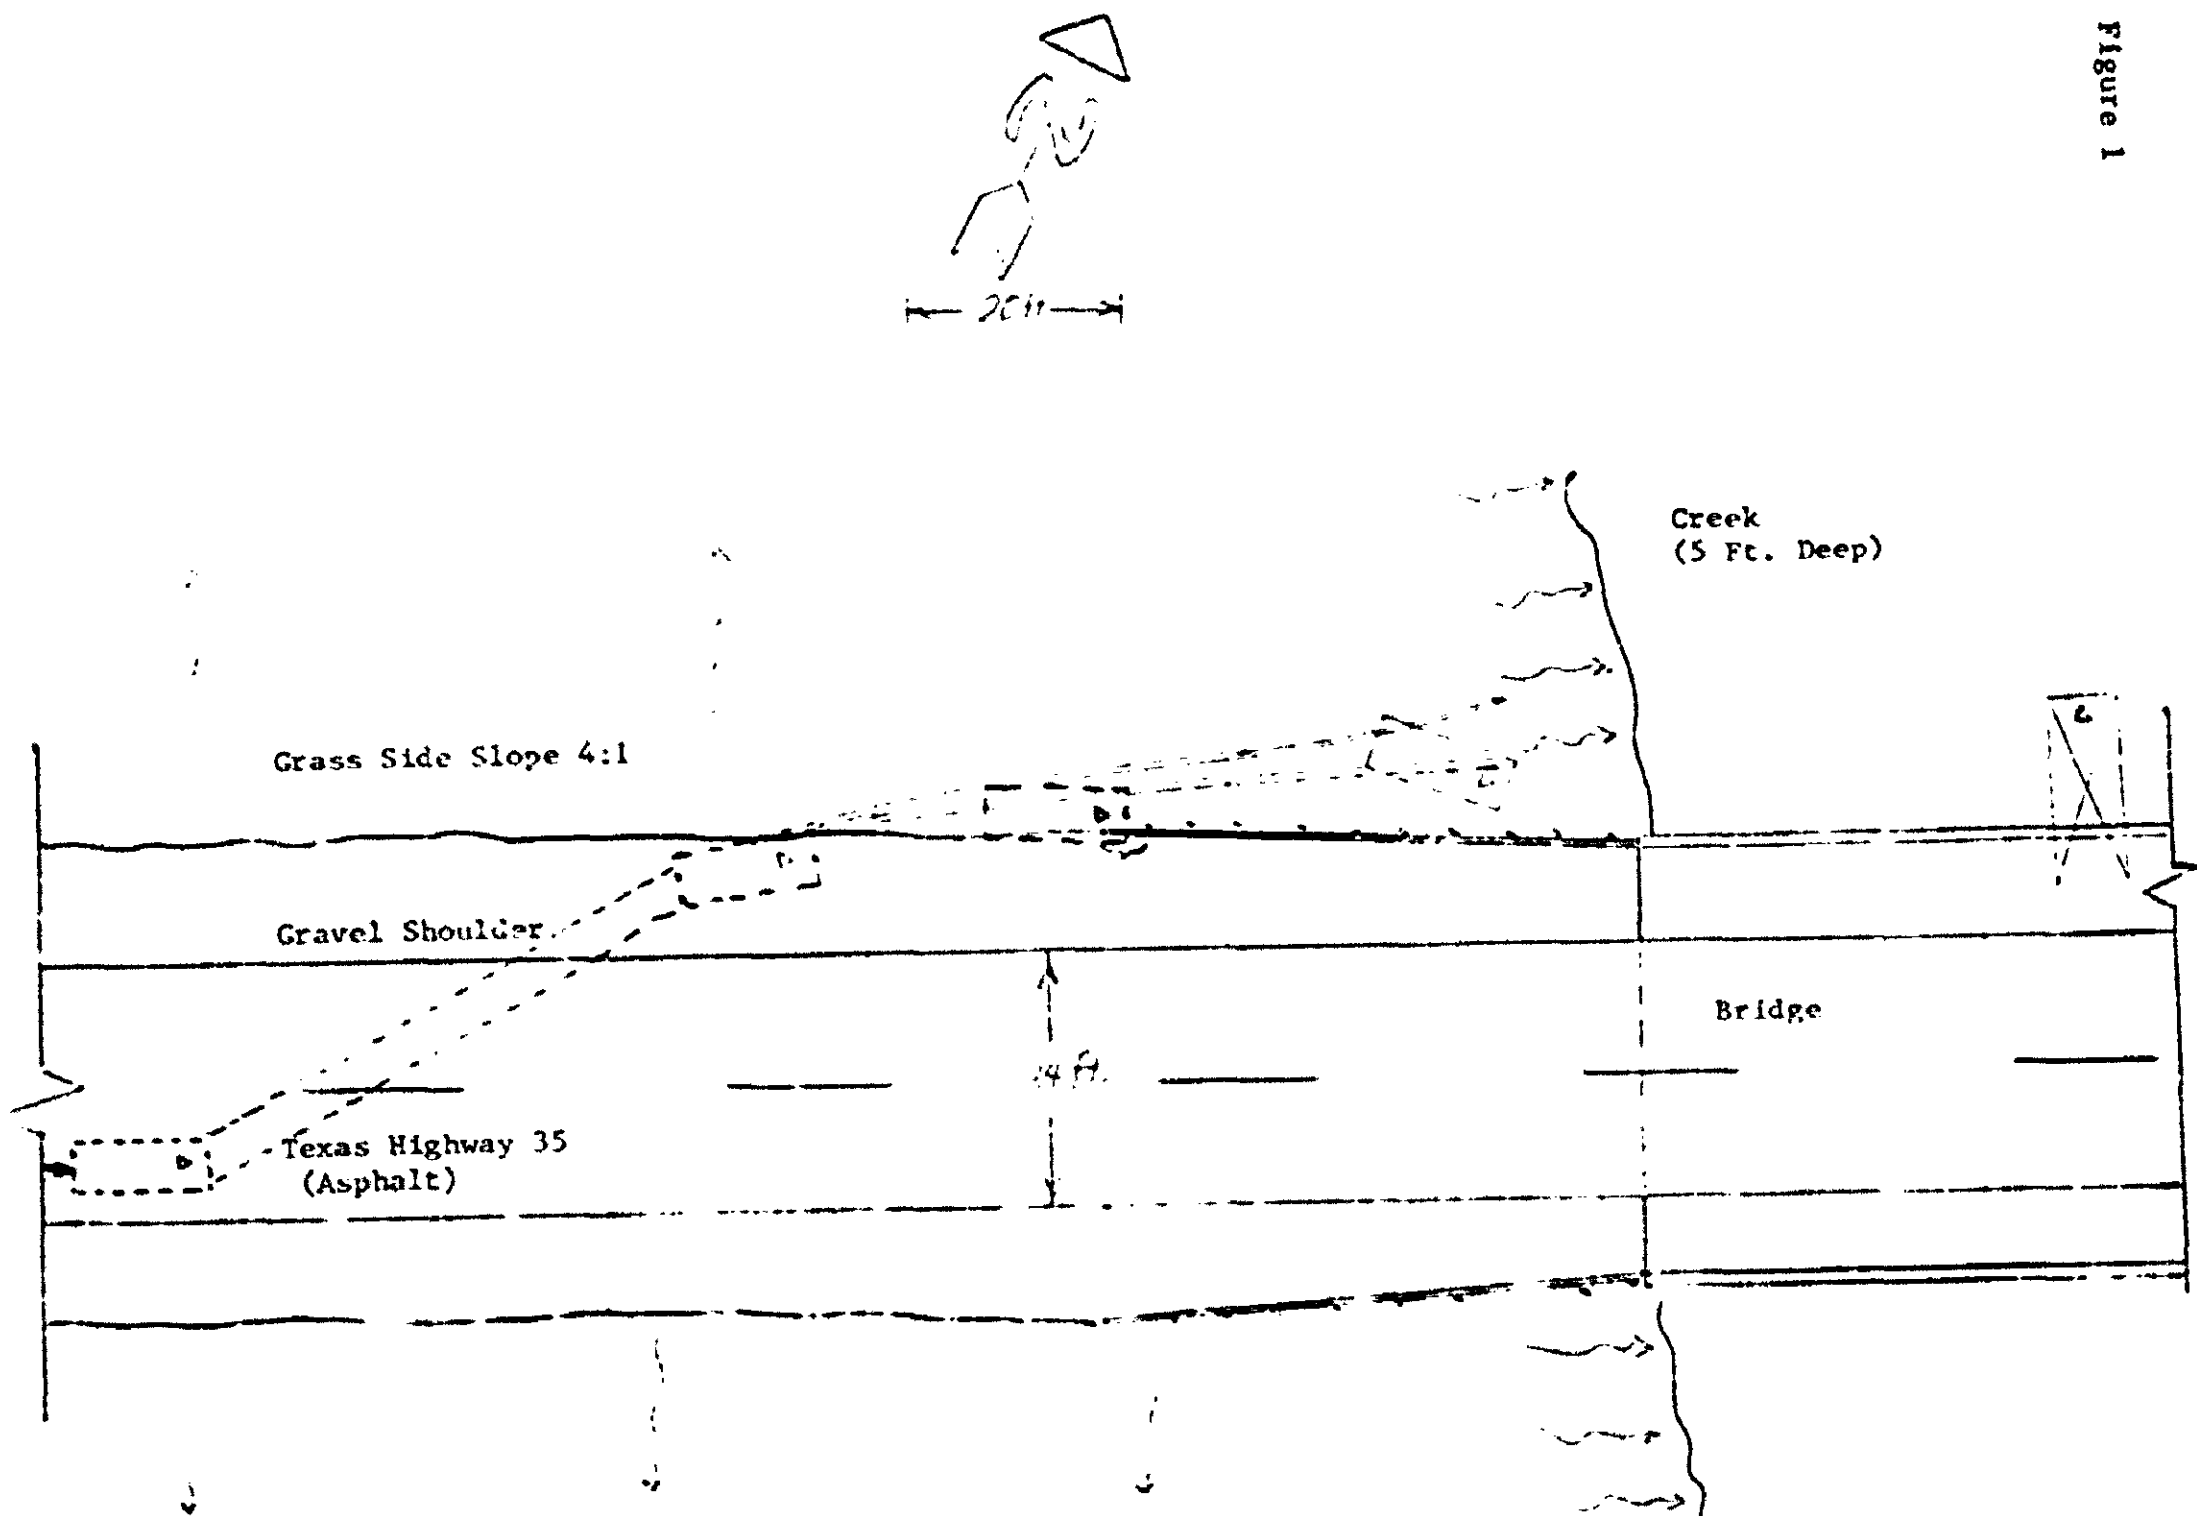 Figure 1
20 ft
Creek
(5 Ft. Deep)
Grass Side Slope 4:1
Gravel Shoulder
Bridge
Texas Highway 35
(Asphalt)